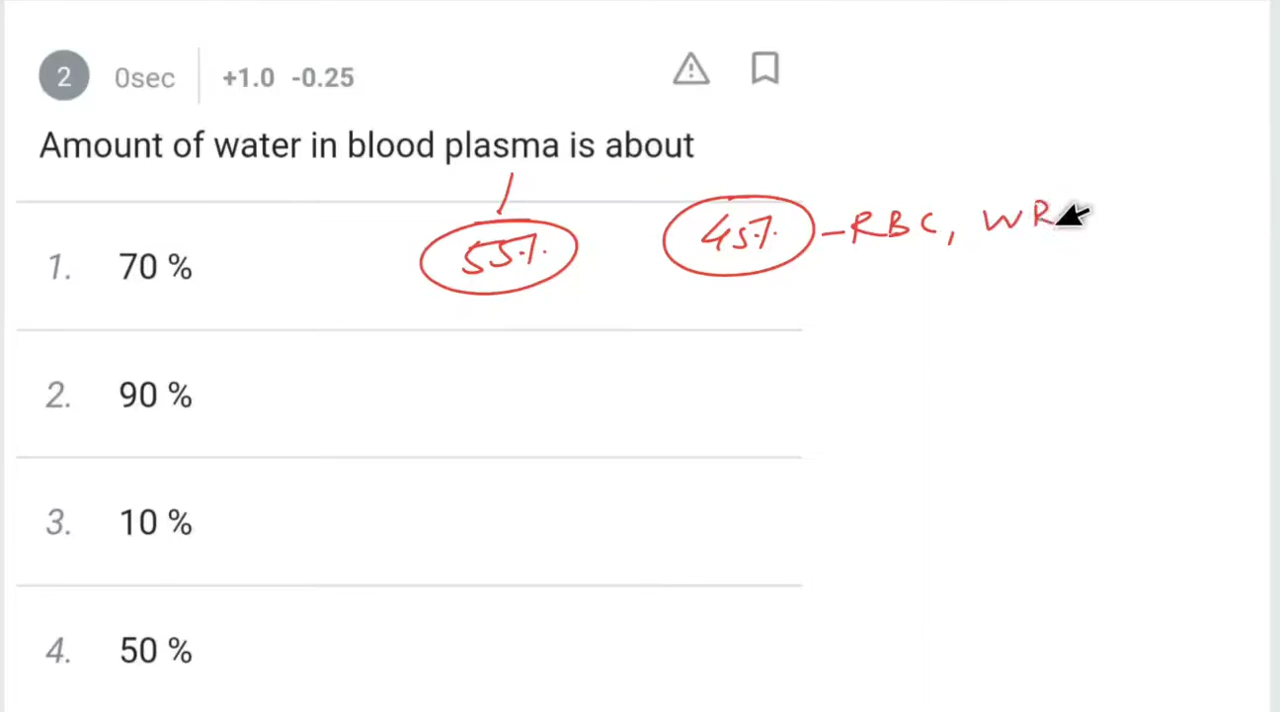 2 0sec +1.0 -0.25
Amount of water in blood plasma is about
55% 45% - RBC, WR
1. 70 %
2. 90 %
3. 10 %
4. 50 %